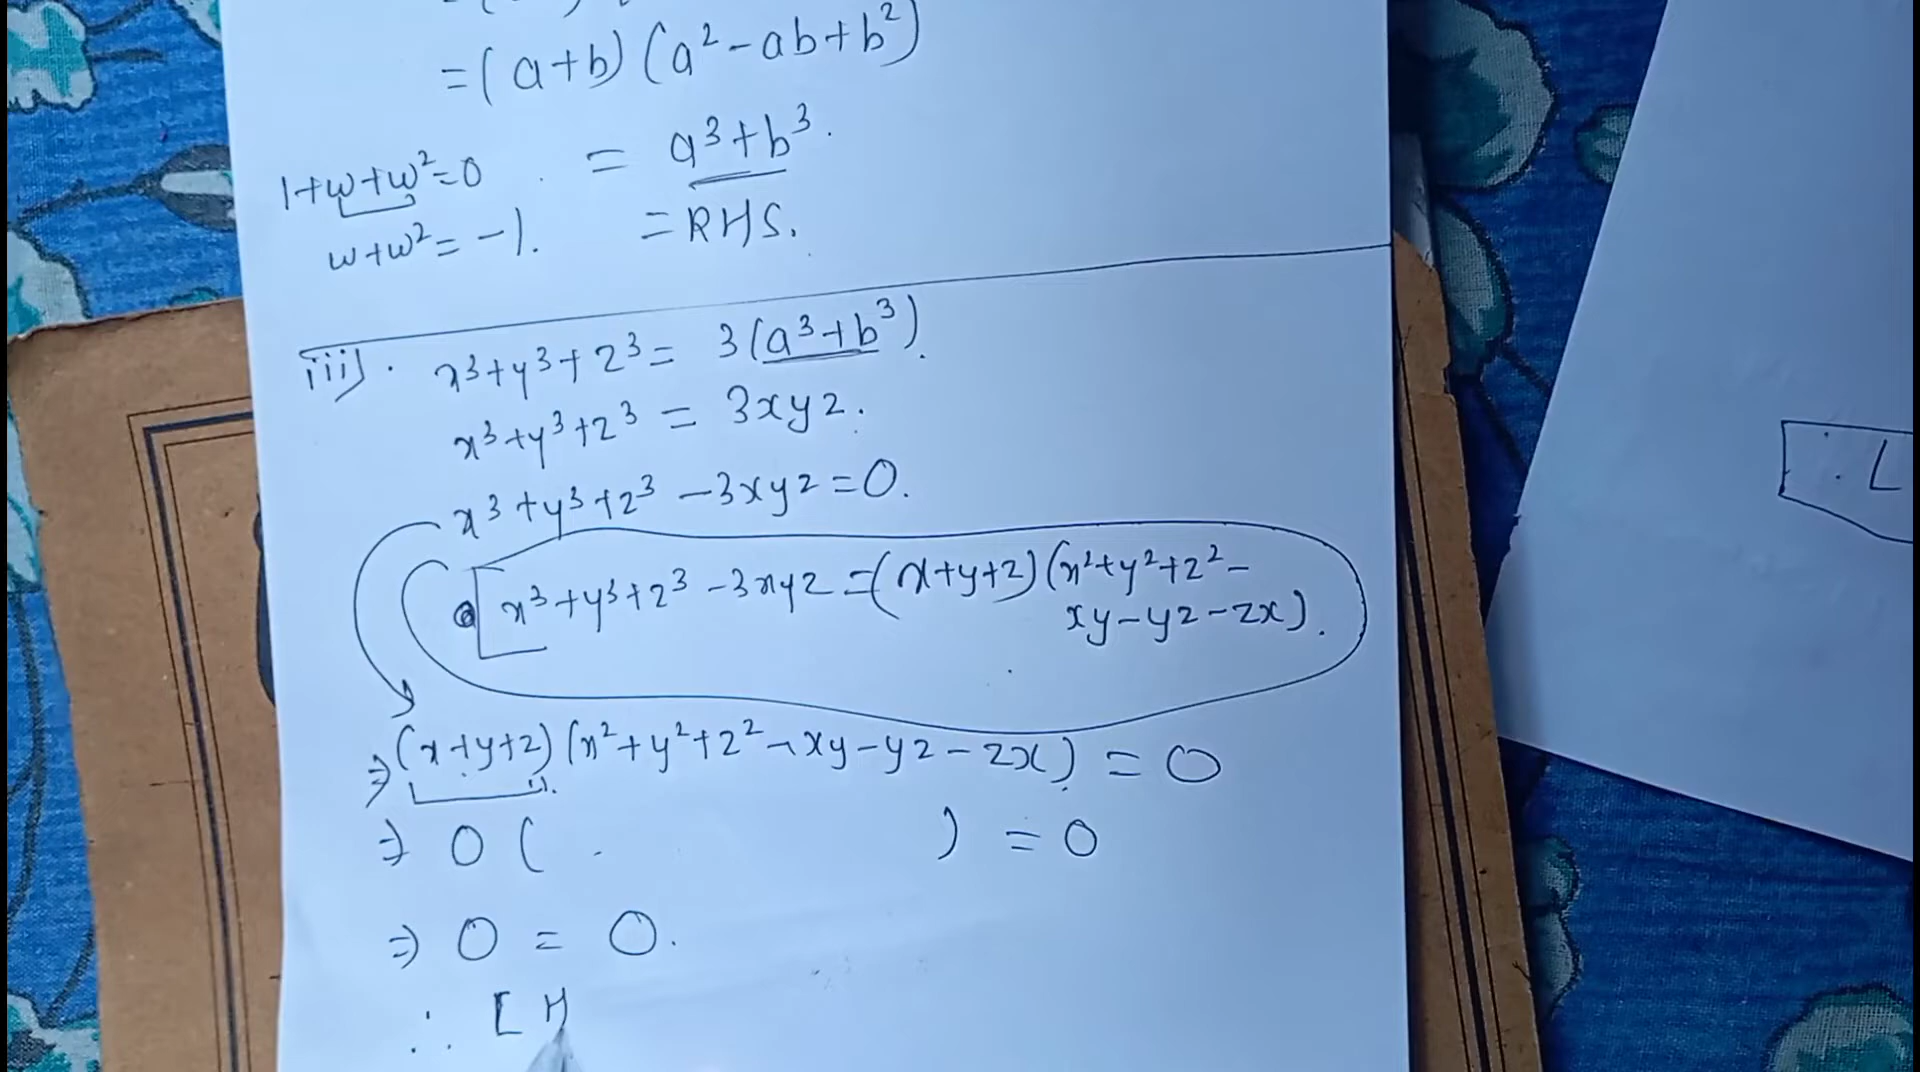 =(a+b)(a²-ab+b²)
1+w+w²=0 . = a³+b³.
w+w²=-1. =RHS.
iii). x³+y³+z³= 3(a³+b³).
x³+y³+z³ = 3xyz.
x³+y³+z³-3xyz=0.
x³+y³+z³-3xyz=(x+y+z)(x²+y²+z²-
xy-yz-zx).
⇒(x+y+z)(x²+y²+z²-xy-yz-zx) = 0
⇒ 0( ) = 0
⇒ 0 = 0.
∴ [H
. L